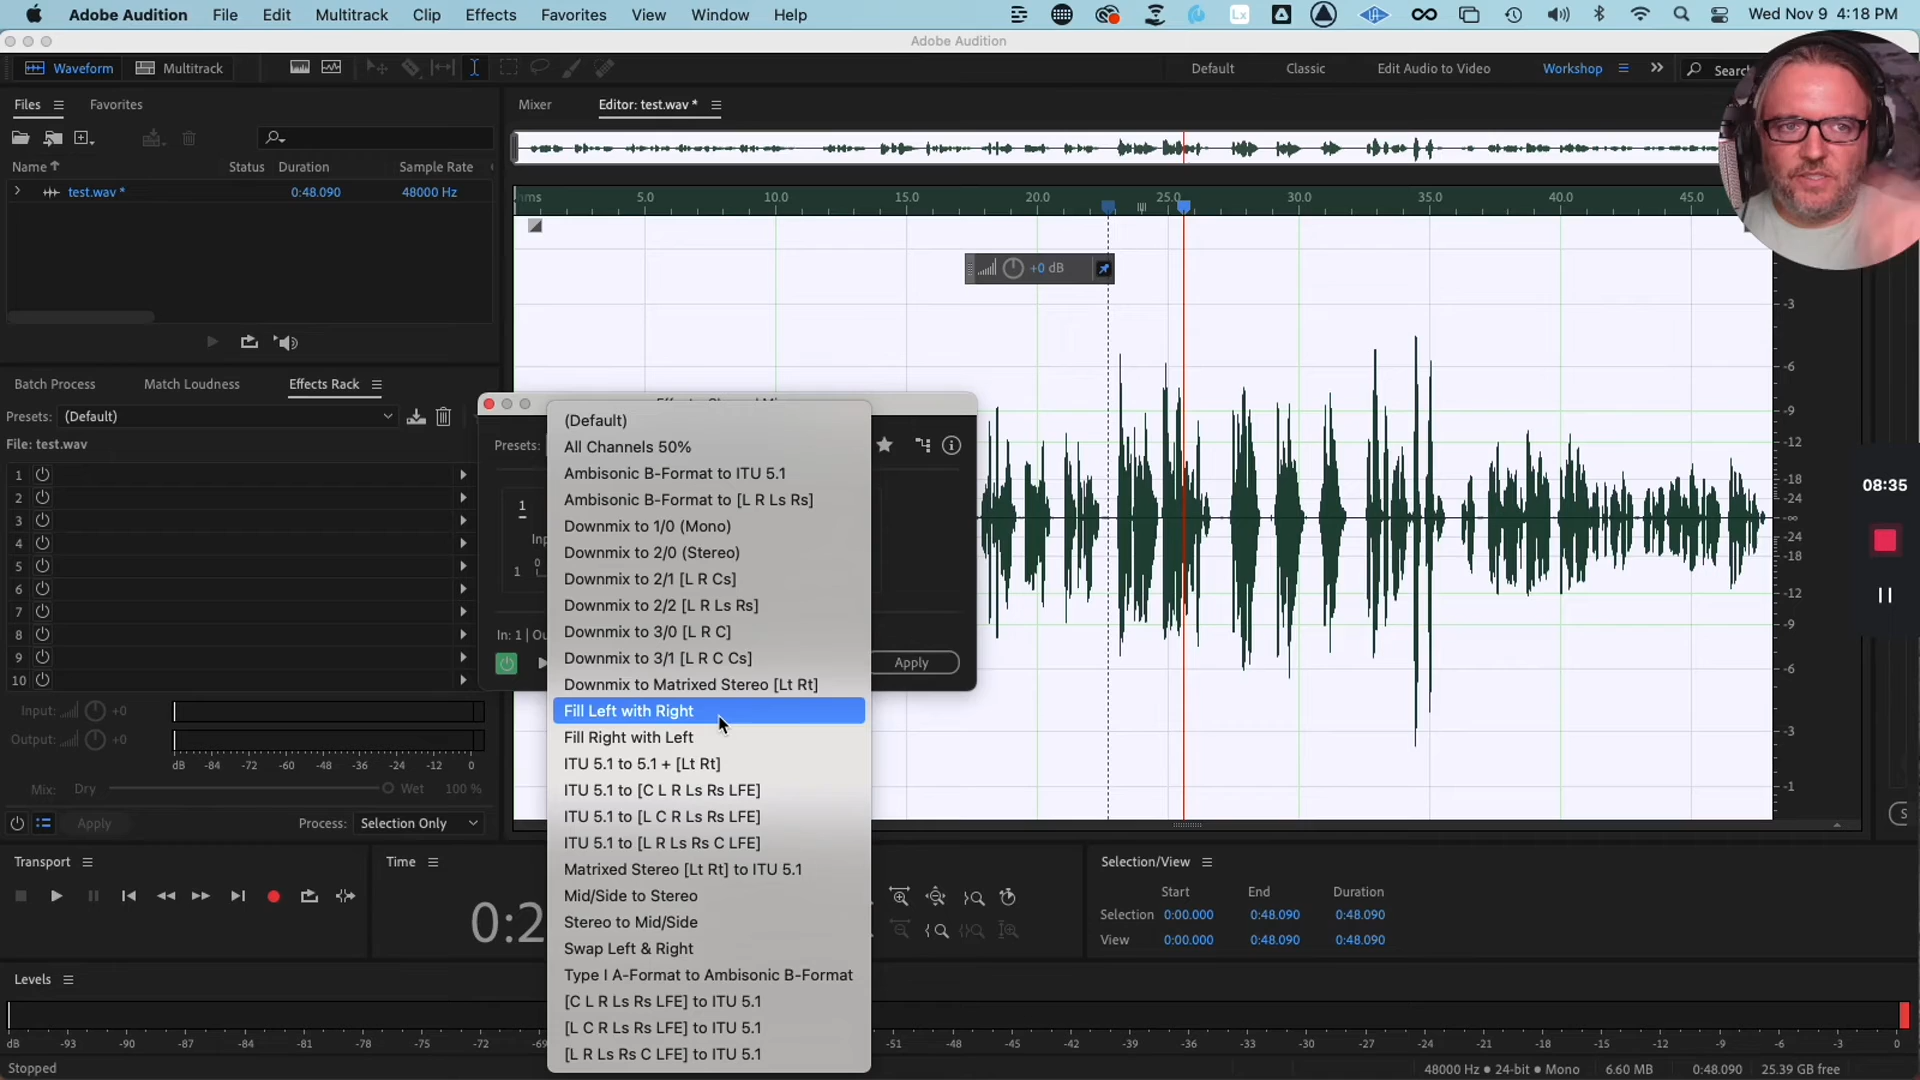 Adobe Audition File Edit Multitrack Clip Effects Favorites View Window Help Wed Nov 9 4:18 PM
Adobe Audition
Waveform Multitrack Default Classic Edit Audio to Video Workshop Search
Files Favorites Mixer Editor: test.wav *
Name Status Duration Sample Rate
test.wav * 0:48.090 48000 Hz
5.0 10.0 15.0 20.0 25.0 30.0 35.0 40.0 45.0
+0 dB
Batch Process Match Loudness Effects Rack
Presets: (Default)
File: test.wav
1
2
3
4
5
6
7
8
9
10
Input: +0
Output: +0
dB -84 -72 -60 -48 -36 -24 -12 0
Mix: Dry Wet 100 %
Apply Process: Selection Only
Presets:
1
0
1
In: 1
Apply
(Default)
All Channels 50%
Ambisonic B-Format to ITU 5.1
Ambisonic B-Format to [L R Ls Rs]
Downmix to 1/0 (Mono)
Downmix to 2/0 (Stereo)
Downmix to 2/1 [L R Cs]
Downmix to 2/2 [L R Ls Rs]
Downmix to 3/0 [L R C]
Downmix to 3/1 [L R C Cs]
Downmix to Matrixed Stereo [Lt Rt]
Fill Left with Right
Fill Right with Left
ITU 5.1 to 5.1 + [Lt Rt]
ITU 5.1 to [C L R Ls Rs LFE]
ITU 5.1 to [L C R Ls Rs LFE]
ITU 5.1 to [L R Ls Rs C LFE]
Matrixed Stereo [Lt Rt] to ITU 5.1
Mid/Side to Stereo
Stereo to Mid/Side
Swap Left & Right
Type I A-Format to Ambisonic B-Format
[C L R Ls Rs LFE] to ITU 5.1
[L C R Ls Rs LFE] to ITU 5.1
[L R Ls Rs C LFE] to ITU 5.1
-3
-6
-9
-12
-18
-24
-∞
-24
-18
-12
-9
-6
-3
-1
08:35
Transport Time Selection/View
0:2
Start End Duration
Selection 0:00.000 0:48.090 0:48.090
View 0:00.000 0:48.090 0:48.090
Levels
dB -93 -90 -87 -84 -81 -78 -75 -72 -51 -48 -45 -42 -39 -36 -33 -30 -27 -24 -21 -18 -15 -12 -9 -6 -3 0
Stopped 48000 Hz ● 24-bit ● Mono 6.60 MB 0:48.090 25.39 GB free